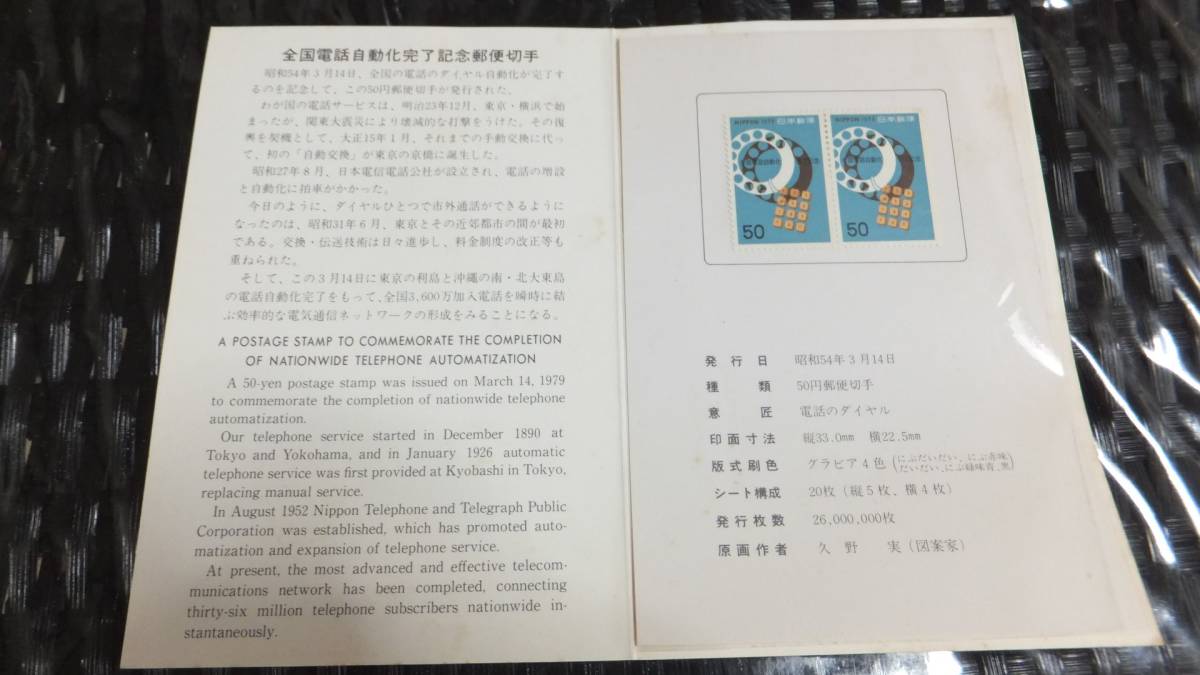 全国電話自動化完了記念郵便切手
昭和54年3月14日、全国の電話のダイヤル自動化が完了す
るのを記念して、この50円郵便切手が発行された。
わが国の電話サービスは、明治23年12月、東京・横浜で始
まったが、関東大震災により壊滅的な打撃をうけた。その復
興を契機として、大正15年1月、それまでの手動交換に代っ
て、初の「自動交換」が東京の京橋に誕生した。
昭和27年8月、日本電信電話公社が設立され、電話の増設
と自動化に拍車がかかった。
今日のように、ダイヤルひとつで市外通話ができるように
なったのは、昭和31年6月、東京とその近郊都市の間が最初
である。交換・伝送技術は日々進歩し、料金制度の改正等も
重ねられた。
そして、この3月14日に東京の利島と沖縄の南・北大東島
の電話自動化完了をもって、全国3,600万加入電話を瞬時に結
ぶ効率的な電気通信ネットワークの形成をみることになる。
A POSTAGE STAMP TO COMMEMORATE THE COMPLETION
OF NATIONWIDE TELEPHONE AUTOMATIZATION
A 50-yen postage stamp was issued on March 14, 1979
to commemorate the completion of nationwide telephone
automatization.
Our telephone service started in December 1890 at
Tokyo and Yokohama, and in January 1926 automatic
telephone service was first provided at Kyobashi in Tokyo,
replacing manual service.
In August 1952 Nippon Telephone and Telegraph Public
Corporation was established, which has promoted auto-
matization and expansion of telephone service.
At present, the most advanced and effective telecom-
munications network has been completed, connecting
thirty-six million telephone subscribers nationwide in-
stantaneously.
NIPPON 1979 日本郵便
50
NIPPON 1979 日本郵便
50
発行日 昭和54年3月14日
種類 50円郵便切手
意匠 電話のダイヤル
印面寸法 縦33.0mm 横22.5mm
版式刷色 グラビア4色 (にぶだいだい、にぶ赤味だいだい、にぶ緑味青、黒)
シート構成 20枚(縦5枚、横4枚)
発行枚数 26,000,000枚
原画作者 久野 実(図案家)